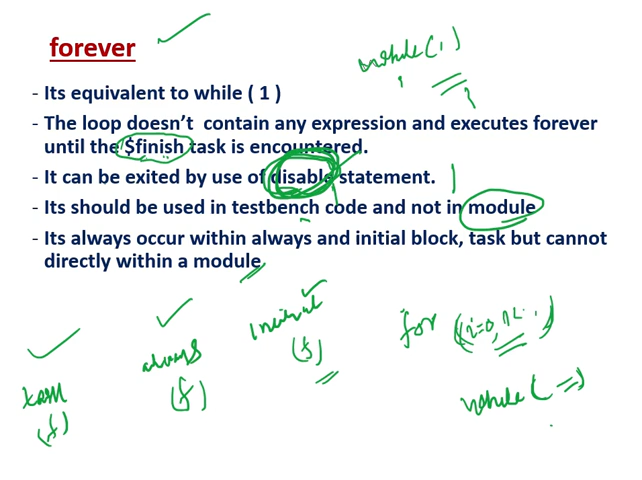 forever
while(1)
- Its equivalent to while ( 1 )
- The loop doesn't contain any expression and executes forever
until the $finish task is encountered.
- It can be exited by use of disable statement.
- Its should be used in testbench code and not in module
- Its always occur within always and initial block, task but cannot
directly within a module
task
(f)
always
(f)
initial
(f)
for
while(